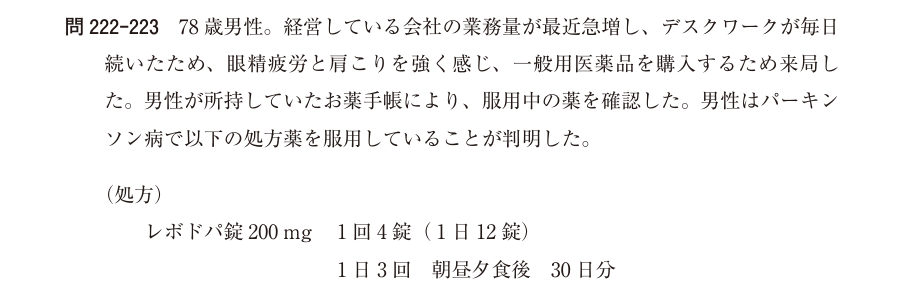 問 222-223　78 歳男性。経営している会社の業務量が最近急増し、デスクワークが毎日
続いたため、眼精疲労と肩こりを強く感じ、一般用医薬品を購入するため来局し
た。男性が所持していたお薬手帳により、服用中の薬を確認した。男性はパーキン
ソン病で以下の処方薬を服用していることが判明した。
（処方）
レボドパ錠 200 mg　1 回 4 錠（1 日 12 錠）
1 日 3 回　朝昼夕食後　30 日分